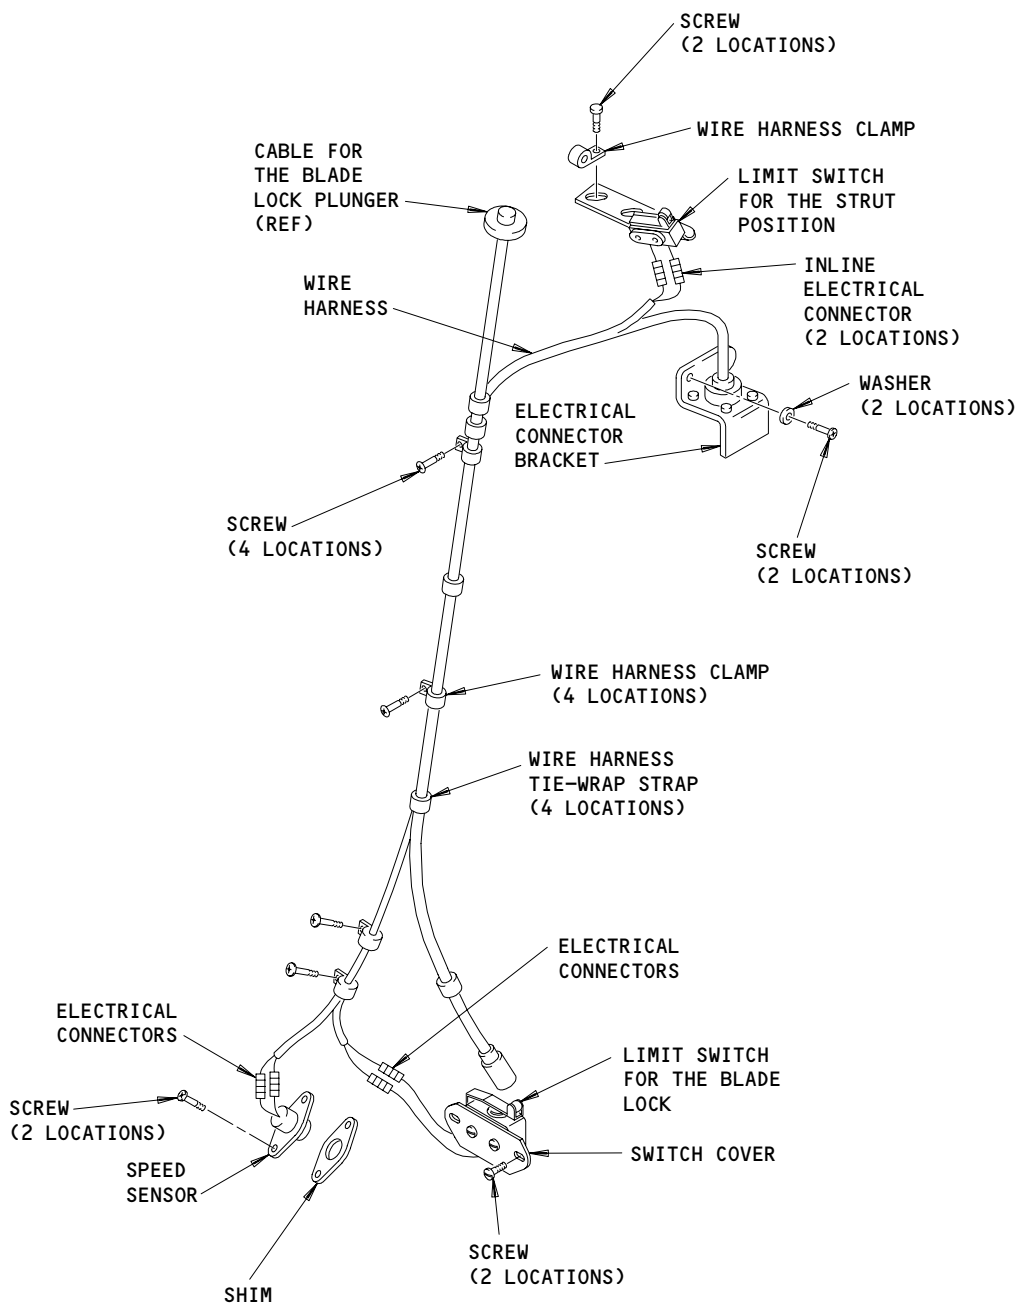 SCREW
(2 LOCATIONS)
WIRE HARNESS CLAMP
CABLE FOR
THE BLADE
LOCK PLUNGER
(REF)
LIMIT SWITCH
FOR THE STRUT
POSITION
WIRE
HARNESS
INLINE
ELECTRICAL
CONNECTOR
(2 LOCATIONS)
WASHER
(2 LOCATIONS)
ELECTRICAL
CONNECTOR
BRACKET
SCREW
(4 LOCATIONS)
SCREW
(2 LOCATIONS)
WIRE HARNESS CLAMP
(4 LOCATIONS)
WIRE HARNESS
TIE-WRAP STRAP
(4 LOCATIONS)
ELECTRICAL
CONNECTORS
ELECTRICAL
CONNECTORS
LIMIT SWITCH
FOR THE BLADE
LOCK
SCREW
(2 LOCATIONS)
SWITCH COVER
SPEED
SENSOR
SCREW
(2 LOCATIONS)
SHIM